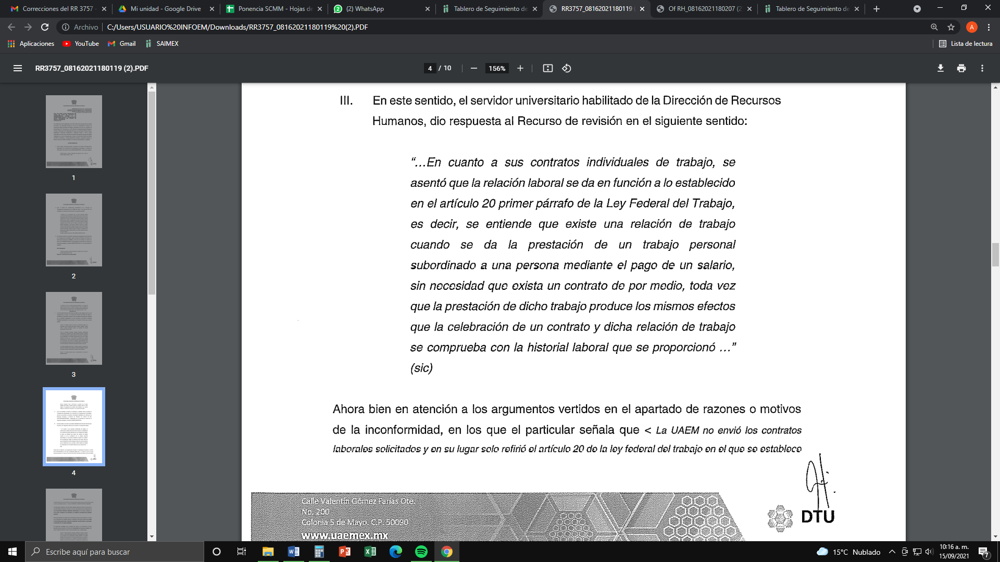 Correcciones del RR 3757 -
Mi unidad - Google Drive
Ponencia SCMM - Hojas de
(2) WhatsApp
Tablero de Seguimiento de
RR3757_08162021180119
Of RH_08162021180207 (2
Tablero de Seguimiento de
Archivo
C:/Users/USUARIO%20INFOEM/Downloads/RR3757_08162021180119%20(2).PDF
A
Aplicaciones
YouTube
Gmail
SAIMEX
Lista de lectura
RR3757_08162021180119 (2).PDF
4 / 10
156%
1
2
3
4
III. En este sentido, el servidor universitario habilitado de la Dirección de Recursos
Humanos, dio respuesta al Recurso de revisión en el siguiente sentido:
“…En cuanto a sus contratos individuales de trabajo, se
asentó que la relación laboral se da en función a lo establecido
en el artículo 20 primer párrafo de la Ley Federal del Trabajo,
es decir, se entiende que existe una relación de trabajo
cuando se da la prestación de un trabajo personal
subordinado a una persona mediante el pago de un salario,
sin necesidad que exista un contrato de por medio, toda vez
que la prestación de dicho trabajo produce los mismos efectos
que la celebración de un contrato y dicha relación de trabajo
se comprueba con la historial laboral que se proporcionó …”
(sic)
Ahora bien en atención a los argumentos vertidos en el apartado de razones o motivos
de la inconformidad, en los que el particular señala que < La UAEM no envió los contratos
laborales solicitados y en su lugar solo refirió el artículo 20 de la ley federal del trabajo en el que se establece
Calle Valentín Gómez Farías Ote.
No. 200
Colonia 5 de Mayo. C.P. 50090
www.uaemex.mx
DTU
Escribe aquí para buscar
15°C Nublado
10:16 a. m.
15/09/2021
7